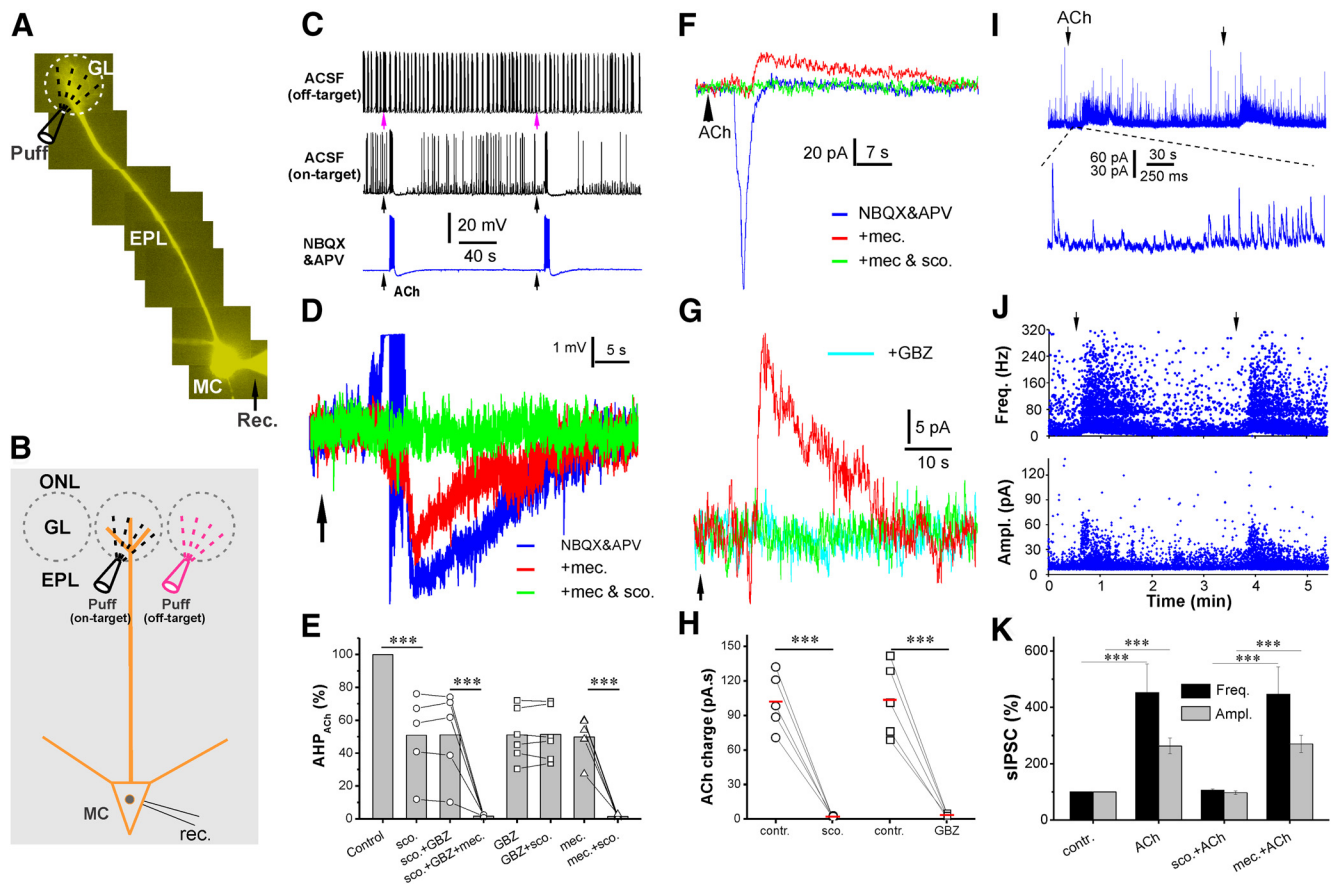 A
GL
Puff
EPL
MC
Rec.
B
ONL
GL
EPL
Puff
(on-target)
Puff
(off-target)
MC
rec.
C
ACSF
(off-target)
ACSF
(on-target)
20 mV
40 s
NBQX
&APV
ACh
D
1 mV
5 s
NBQX&APV
+mec.
+mec & sco.
E
AHP ACh (%)
100
80
60
40
20
0
***
***
***
Control
sco.
sco.+GBZ
sco.+GBZ+mec.
GBZ
GBZ+sco.
mec.
mec.+sco.
F
ACh
20 pA
7 s
NBQX&APV
+mec.
+mec & sco.
G
+GBZ
5 pA
10 s
H
ACh charge (pA.s)
150
120
90
60
30
0
***
***
contr.
sco.
contr.
GBZ
I
ACh
60 pA
30 pA
30 s
250 ms
J
Freq. (Hz)
320
240
160
80
0
Ampl. (pA)
150
120
90
60
30
0
0
1
2
3
4
5
Time (min)
K
sIPSC (%)
600
400
200
0
***
***
***
***
Freq.
Ampl.
contr.
ACh
sco.+ACh
mec.+ACh